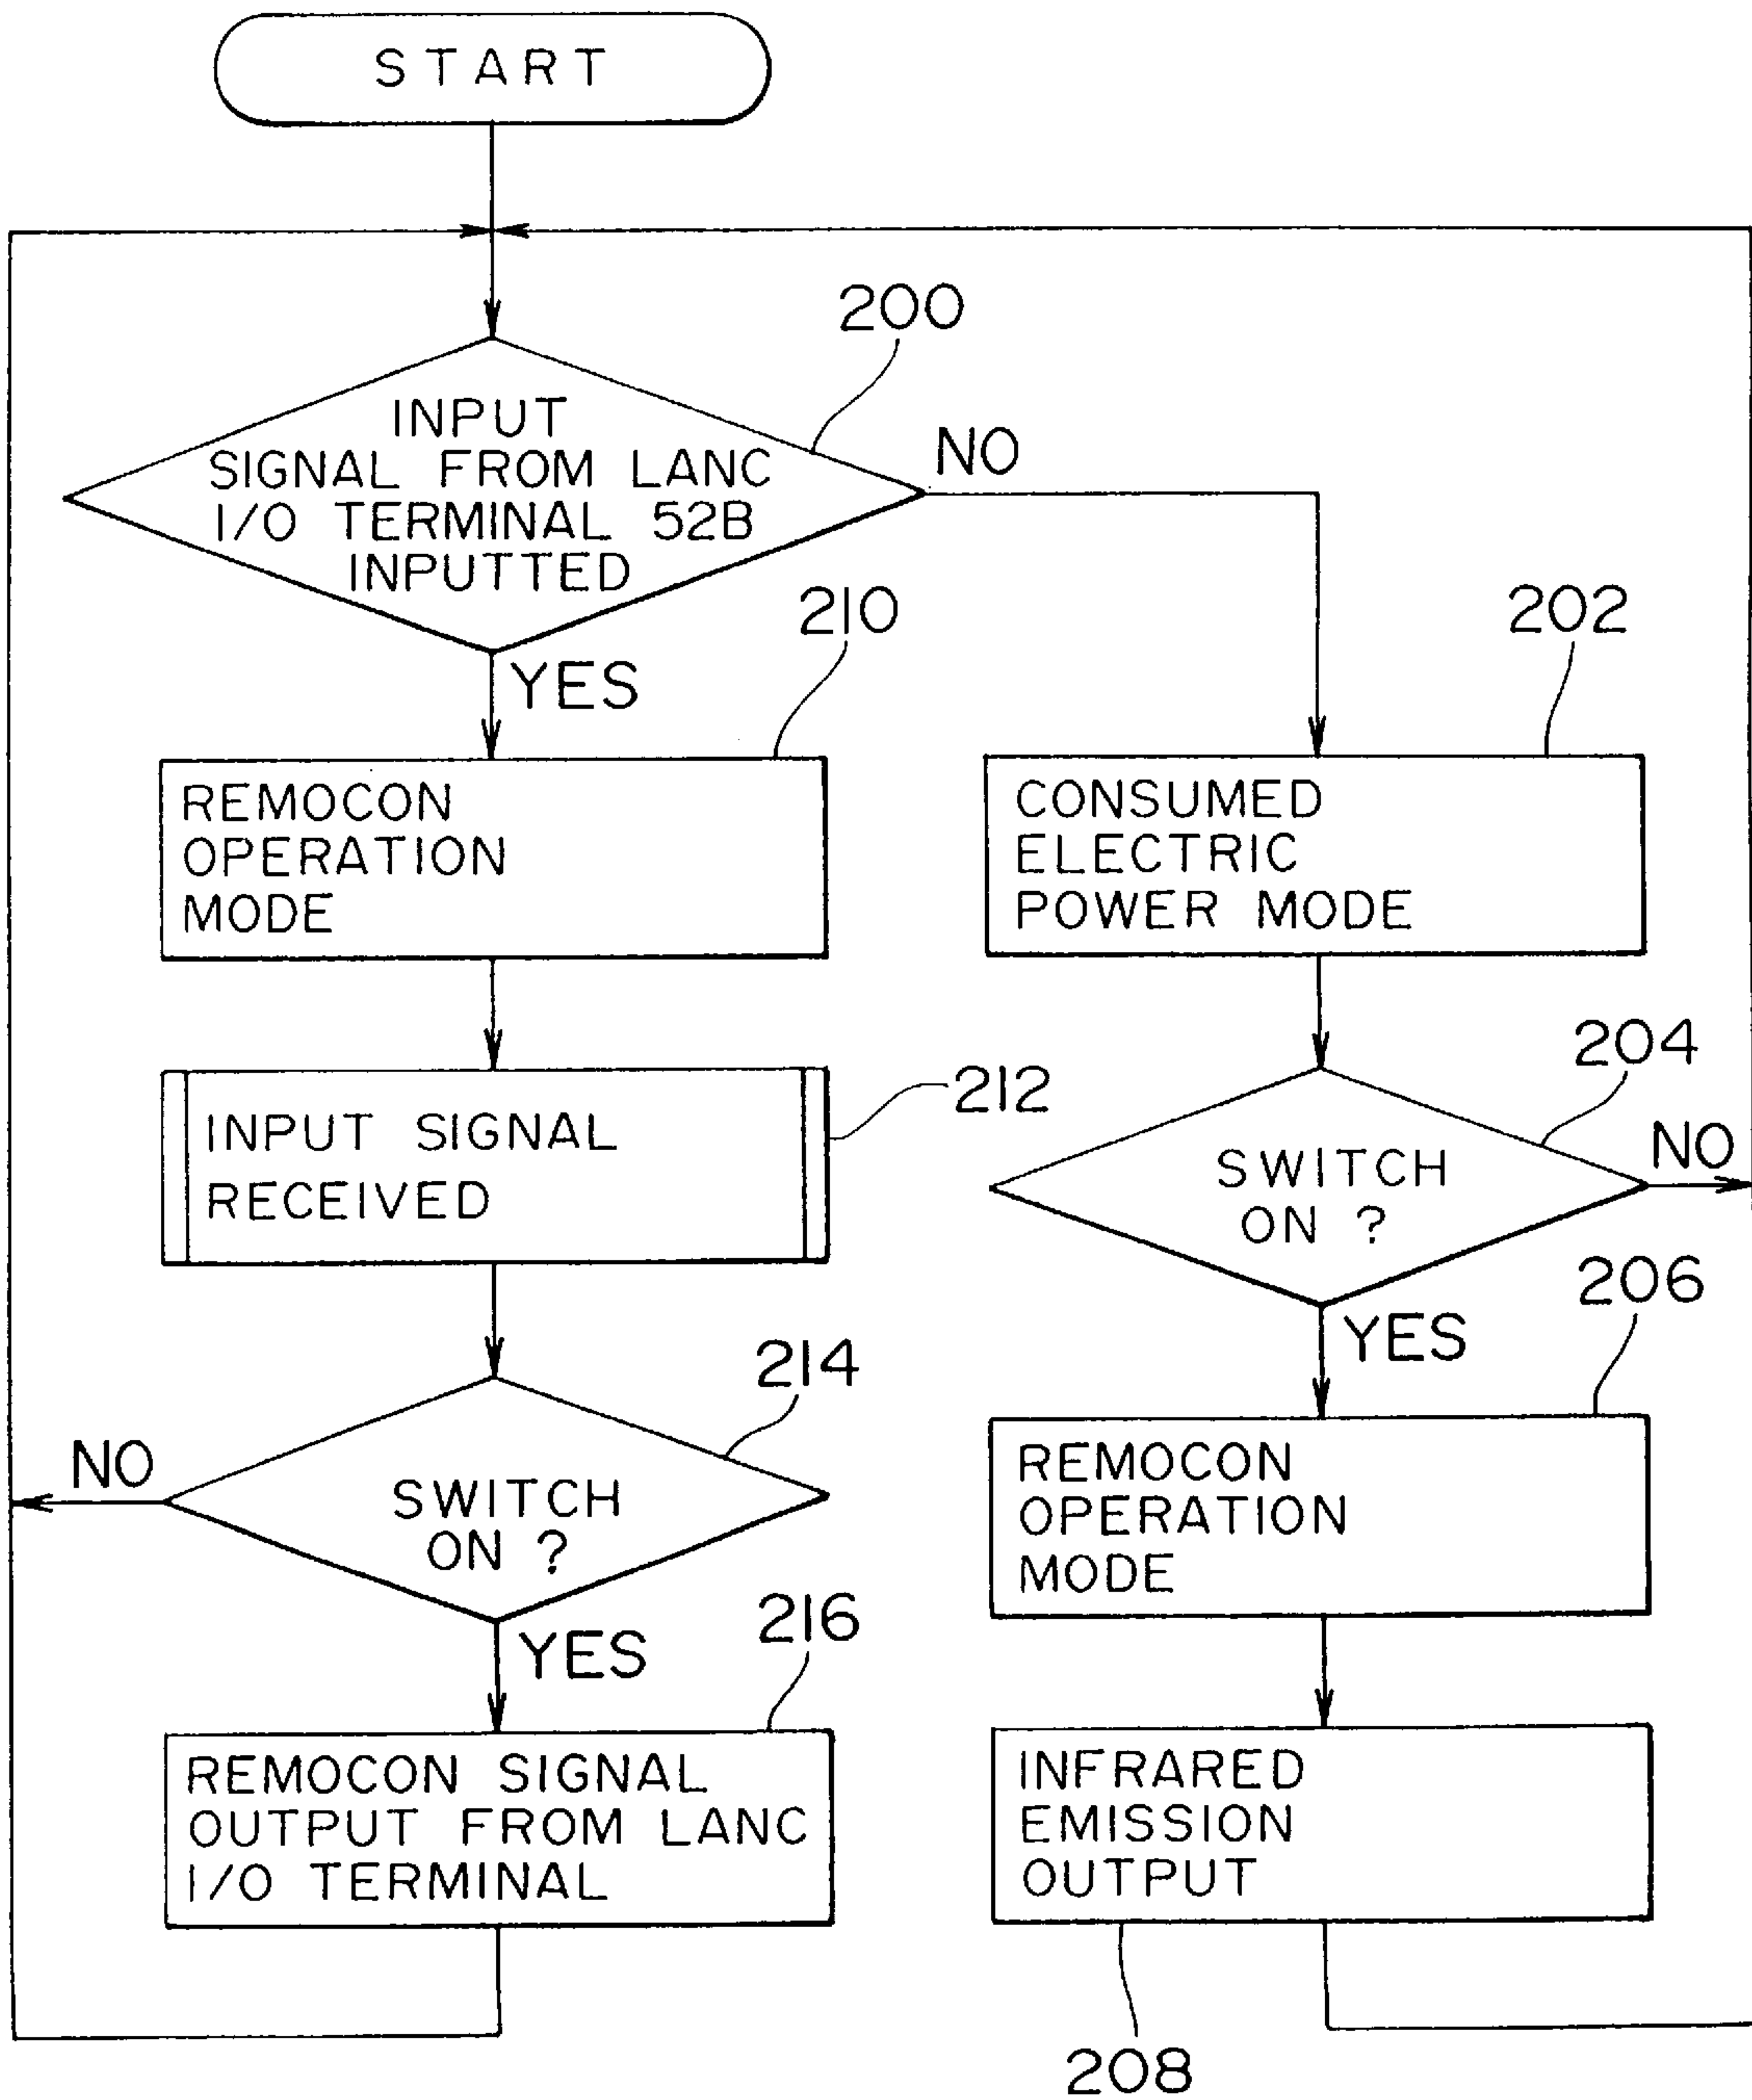 START
200
INPUT
SIGNAL FROM LANC
I/O TERMINAL 52B
INPUTTED
NO
YES
210
REMOCON
OPERATION
MODE
202
CONSUMED
ELECTRIC
POWER MODE
212
INPUT SIGNAL
RECEIVED
204
SWITCH
ON ?
NO
YES
214
SWITCH
ON ?
NO
YES
206
REMOCON
OPERATION
MODE
216
REMOCON SIGNAL
OUTPUT FROM LANC
I/O TERMINAL
INFRARED
EMISSION
OUTPUT
208